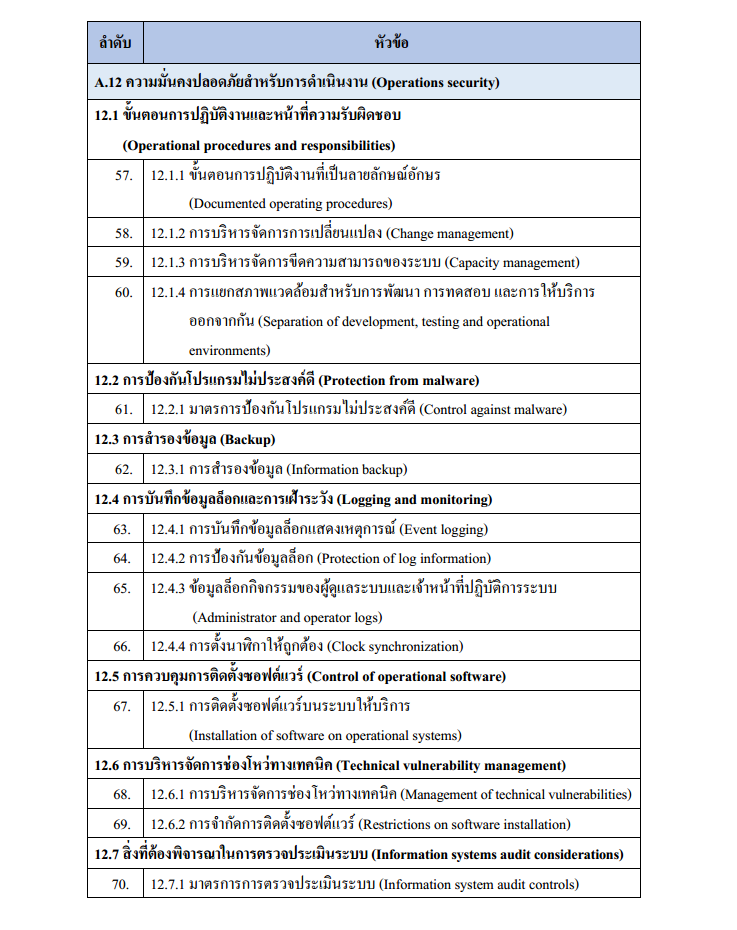 ลำดับ หัวข้อ
A.12 ความมั่นคงปลอดภัยสำหรับการดำเนินงาน (Operations security)
12.1 ขั้นตอนการปฏิบัติงานและหน้าที่ความรับผิดชอบ
(Operational procedures and responsibilities)
57. 12.1.1 ขั้นตอนการปฏิบัติงานที่เป็นลายลักษณ์อักษร
(Documented operating procedures)
58. 12.1.2 การบริหารจัดการการเปลี่ยนแปลง (Change management)
59. 12.1.3 การบริหารจัดการขีดความสามารถของระบบ (Capacity management)
60. 12.1.4 การแยกสภาพแวดล้อมสำหรับการพัฒนา การทดสอบ และการให้บริการ
ออกจากกัน (Separation of development, testing and operational
environments)
12.2 การป้องกันโปรแกรมไม่ประสงค์ดี (Protection from malware)
61. 12.2.1 มาตรการป้องกันโปรแกรมไม่ประสงค์ดี (Control against malware)
12.3 การสำรองข้อมูล (Backup)
62. 12.3.1 การสำรองข้อมูล (Information backup)
12.4 การบันทึกข้อมูลล็อกและการเฝ้าระวัง (Logging and monitoring)
63. 12.4.1 การบันทึกข้อมูลล็อกแสดงเหตุการณ์ (Event logging)
64. 12.4.2 การป้องกันข้อมูลล็อก (Protection of log information)
65. 12.4.3 ข้อมูลล็อกกิจกรรมของผู้ดูแลระบบและเจ้าหน้าที่ปฏิบัติการระบบ
(Administrator and operator logs)
66. 12.4.4 การตั้งนาฬิกาให้ถูกต้อง (Clock synchronization)
12.5 การควบคุมการติดตั้งซอฟต์แวร์ (Control of operational software)
67. 12.5.1 การติดตั้งซอฟต์แวร์บนระบบให้บริการ
(Installation of software on operational systems)
12.6 การบริหารจัดการช่องโหว่ทางเทคนิค (Technical vulnerability management)
68. 12.6.1 การบริหารจัดการช่องโหว่ทางเทคนิค (Management of technical vulnerabilities)
69. 12.6.2 การจำกัดการติดตั้งซอฟต์แวร์ (Restrictions on software installation)
12.7 สิ่งที่ต้องพิจารณาในการตรวจประเมินระบบ (Information systems audit considerations)
70. 12.7.1 มาตรการการตรวจประเมินระบบ (Information system audit controls)